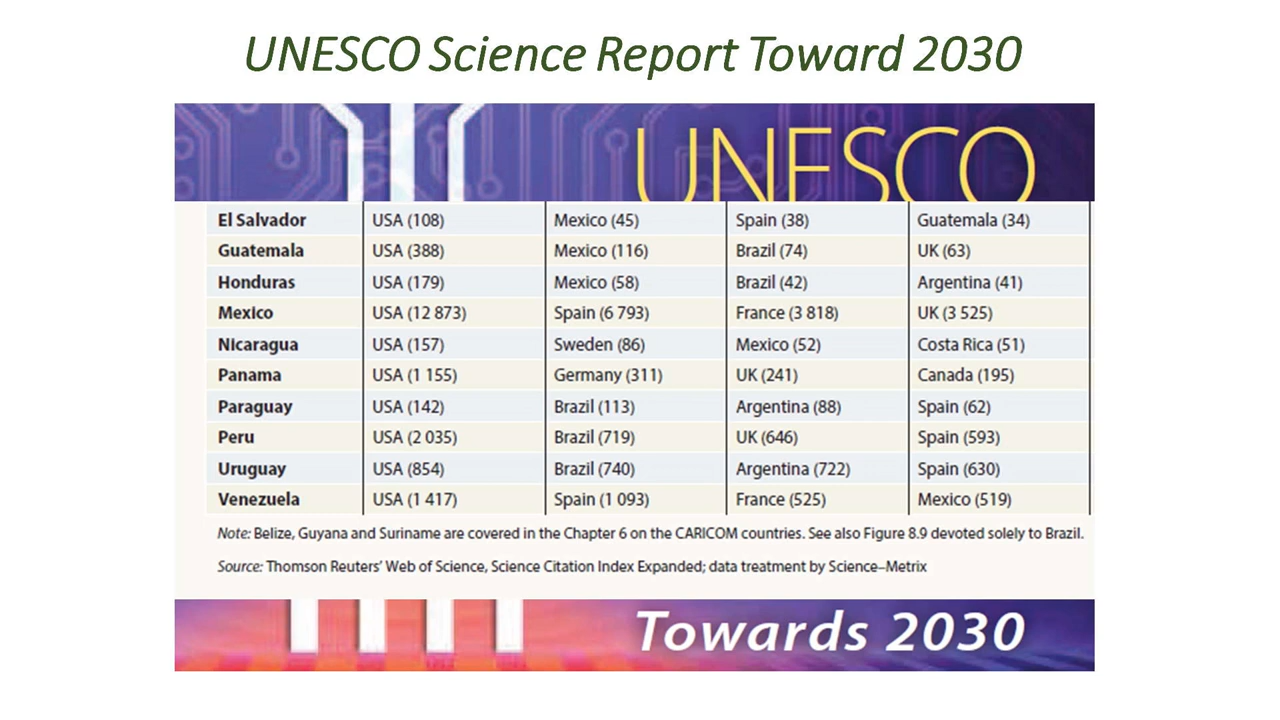 UNESCO Science Report Toward 2030
UNESCO
El Salvador USA (108) Mexico (45) Spain (38) Guatemala (34)
Guatemala USA (388) Mexico (116) Brazil (74) UK (63)
Honduras USA (179) Mexico (58) Brazil (42) Argentina (41)
Mexico USA (12 873) Spain (6 793) France (3 818) UK (3 525)
Nicaragua USA (157) Sweden (86) Mexico (52) Costa Rica (51)
Panama USA (1 155) Germany (311) UK (241) Canada (195)
Paraguay USA (142) Brazil (113) Argentina (88) Spain (62)
Peru USA (2 035) Brazil (719) UK (646) Spain (593)
Uruguay USA (854) Brazil (740) Argentina (722) Spain (630)
Venezuela USA (1 417) Spain (1 093) France (525) Mexico (519)
Note: Belize, Guyana and Suriname are covered in the Chapter 6 on the CARICOM countries. See also Figure 8.9 devoted solely to Brazil.
Source: Thomson Reuters' Web of Science, Science Citation Index Expanded; data treatment by Science–Metrix
Towards 2030